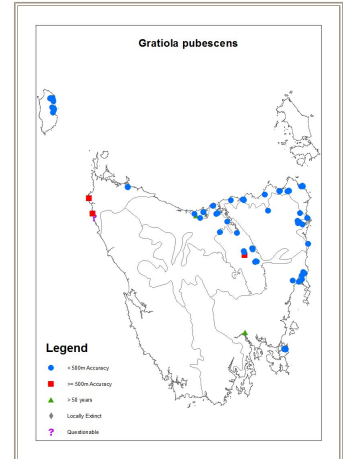 Gratiola pubescens
Legend
< 500m Accuracy
>= 500m Accuracy
> 50 years
Locally Extinct
? Questionable